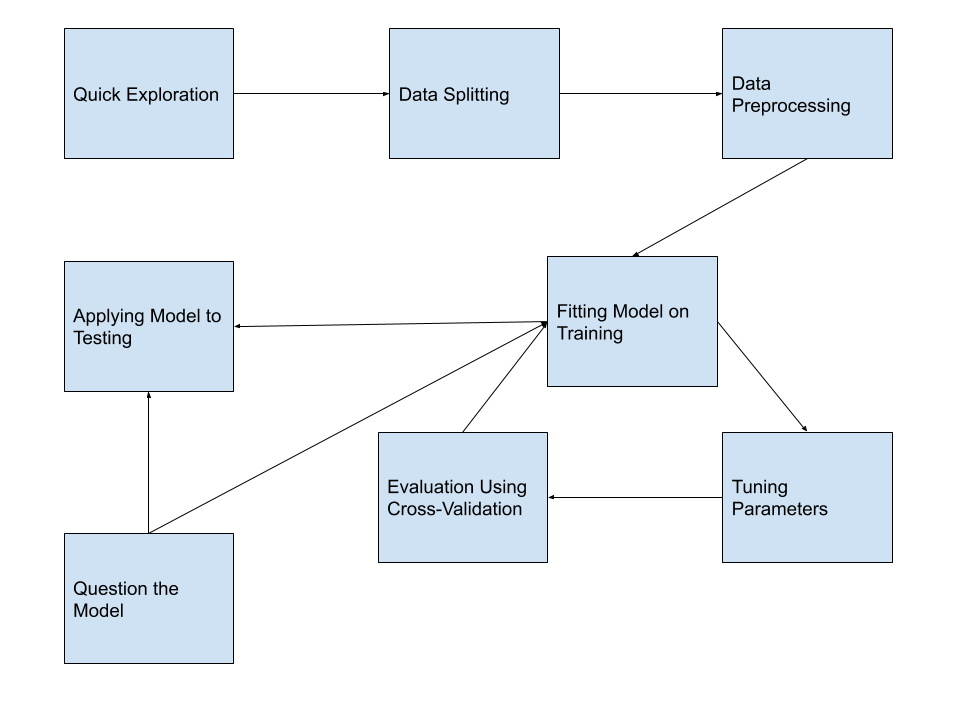 Quick Exploration
Data Splitting
Data
Preprocessing
Applying Model to
Testing
Fitting Model on
Training
Evaluation Using
Cross-Validation
Tuning
Parameters
Question the
Model